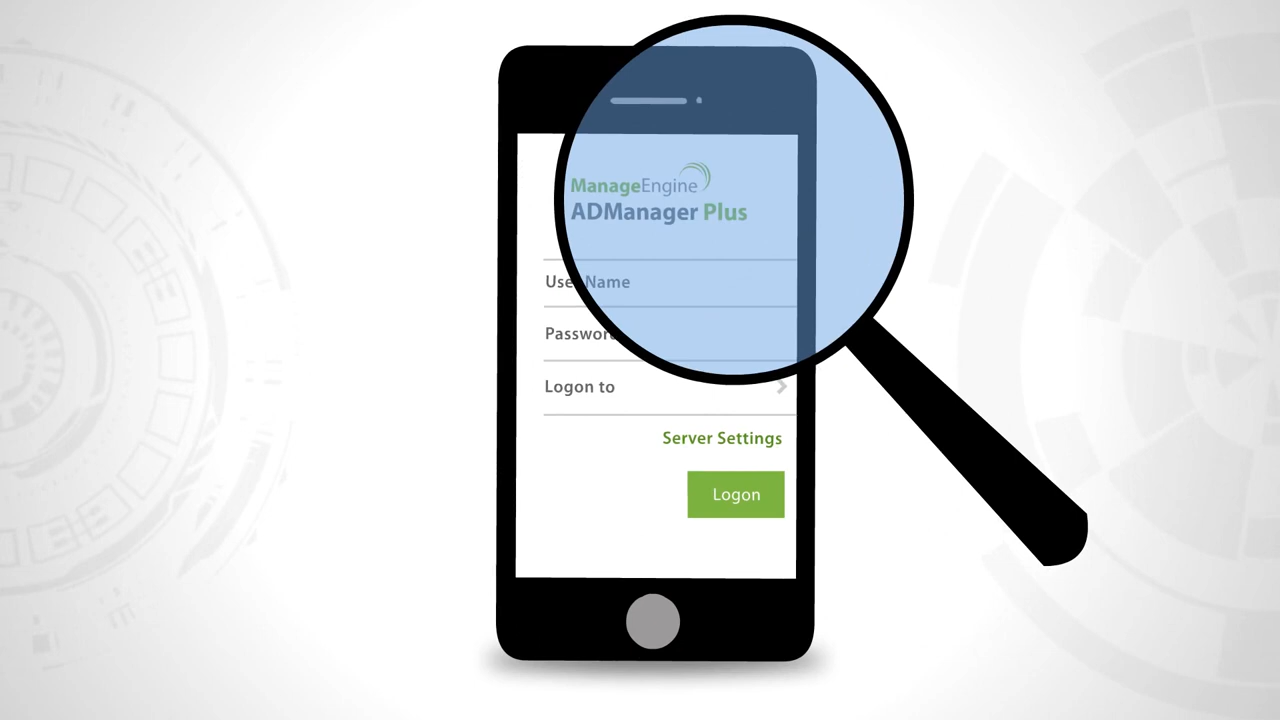 ManageEngine
ADManager Plus
User Name
Password
Logon to
Server Settings
Logon